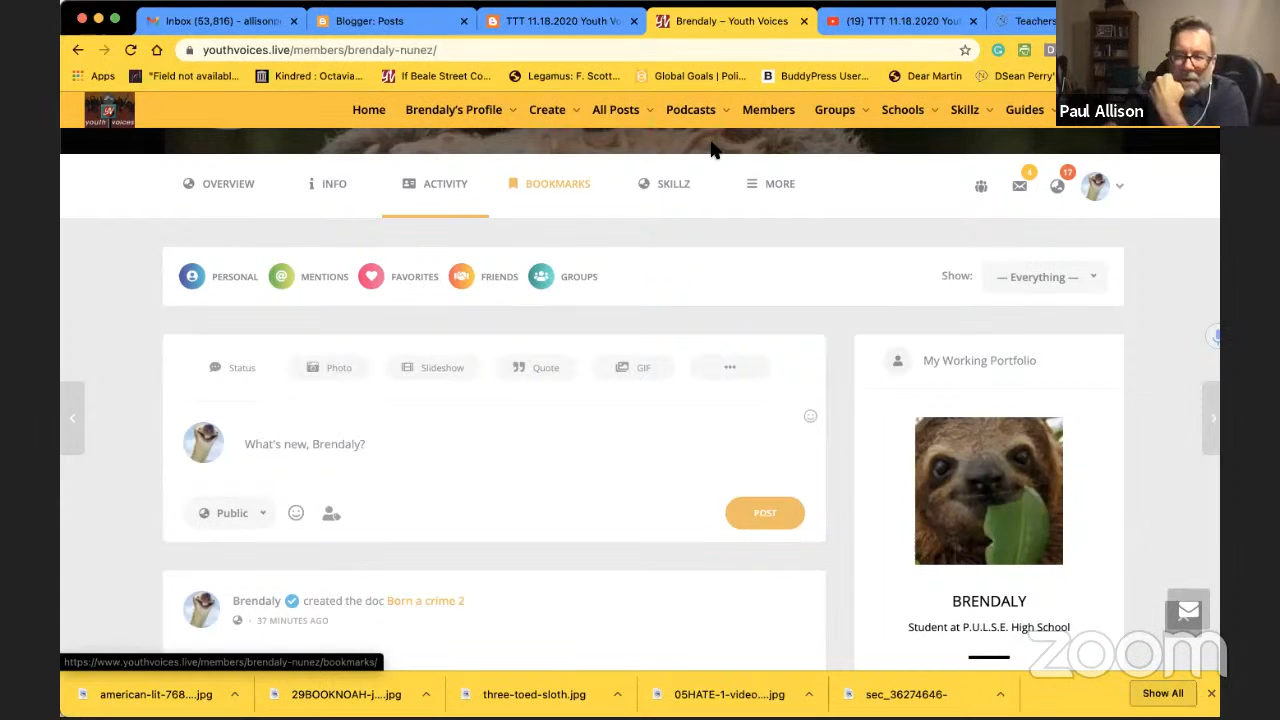 Inbox (53,816) - allisonp
Blogger: Posts
TTT 11.18.2020 Youth Vo
Brendaly – Youth Voices
(19) TTT 11.18.2020 You
Teachers
youthvoices.live/members/brendaly-nunez/
Apps
"Field not availabl...
Kindred : Octavia...
If Beale Street Co...
Legamus: F. Scott...
Global Goals | Poli...
BuddyPress User...
Dear Martin
DSean Perry'
youth voices
Home
Brendaly's Profile
Create
All Posts
Podcasts
Members
Groups
Schools
Skillz
Guides
Paul Allison
OVERVIEW
INFO
ACTIVITY
BOOKMARKS
SKILLZ
MORE
4
17
PERSONAL
MENTIONS
FAVORITES
FRIENDS
GROUPS
Show:
— Everything —
Status
Photo
Slideshow
Quote
GIF
My Working Portfolio
What's new, Brendaly?
Public
POST
Brendaly created the doc Born a crime 2
37 MINUTES AGO
BRENDALY
Student at P.U.L.S.E. High School
zoom
https://www.youthvoices.live/members/brendaly-nunez/bookmarks/
american-lit-768....jpg
29BOOKNOAH-j....jpg
three-toed-sloth.jpg
05HATE-1-video....jpg
sec_36274646-
Show All